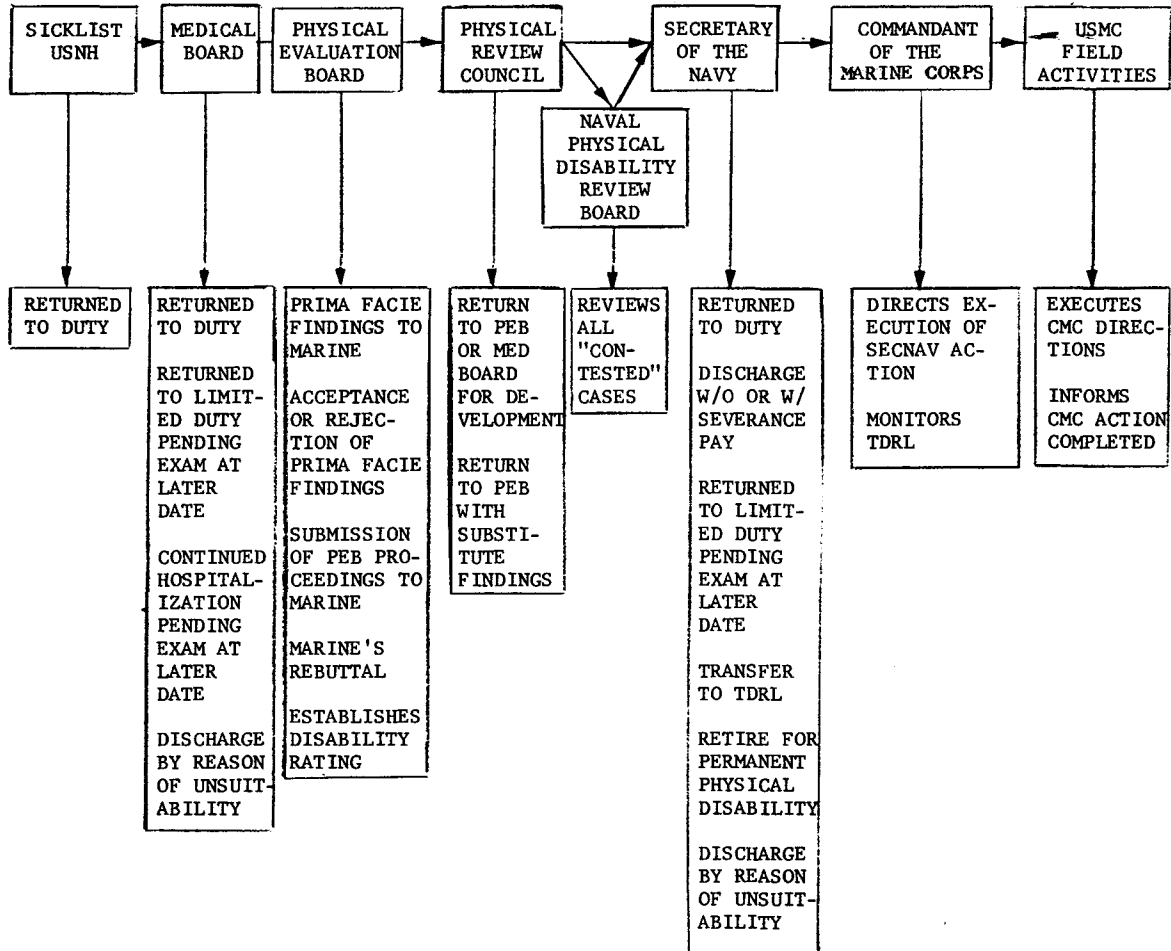 SICKLIST
USNH
MEDICAL
BOARD
PHYSICAL
EVALUATION
BOARD
PHYSICAL
REVIEW
COUNCIL
SECRETARY
OF THE
NAVY
COMMANDANT
OF THE
MARINE CORPS
USMC
FIELD
ACTIVITIES
NAVAL
PHYSICAL
DISABILITY
REVIEW
BOARD
RETURNED
TO DUTY
RETURNED
TO DUTY
RETURNED
TO LIMIT-
ED DUTY
PENDING
EXAM AT
LATER
DATE
CONTINUED
HOSPITAL-
IZATION
PENDING
EXAM AT
LATER
DATE
DISCHARGE
BY REASON
OF UNSUIT-
ABILITY
PRIMA FACIE
FINDINGS TO
MARINE
ACCEPTANCE
OR REJEC-
TION OF
PRIMA FACIE
FINDINGS
SUBMISSION
OF PEB PRO-
CEEDINGS TO
MARINE
MARINE'S
REBUTTAL
ESTABLISHES
DISABILITY
RATING
RETURN
TO PEB
OR MED
BOARD
FOR DE-
VELOPMENT
RETURN
TO PEB
WITH
SUBSTI-
TUTE
FINDINGS
REVIEWS
ALL
"CON-
TESTED"
CASES
RETURNED
TO DUTY
DISCHARGE
W/O OR W/
SEVERANCE
PAY
RETURNED
TO LIMIT-
ED DUTY
PENDING
EXAM AT
LATER
DATE
TRANSFER
TO TDRL
RETIRE FOR
PERMANENT
PHYSICAL
DISABILITY
DISCHARGE
BY REASON
OF UNSUIT-
ABILITY
DIRECTS EX-
ECUTION OF
SECNAV AC-
TION
MONITORS
TDRL
EXECUTES
CMC DIREC-
TIONS
INFORMS
CMC ACTION
COMPLETED